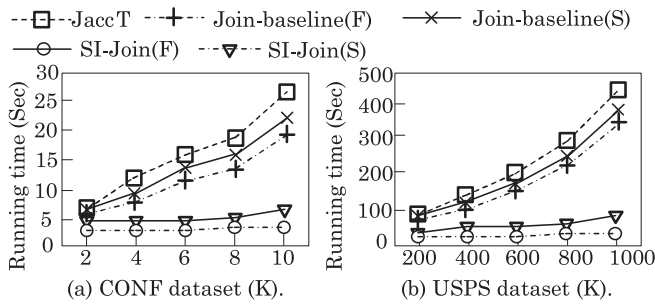 JaccT Join-baseline(F) Join-baseline(S)
SI-Join(F) SI-Join(S)
Running time (Sec)
30
25
20
15
10
5
0
2 4 6 8 10
(a) CONF dataset (K).
Running time (Sec)
500
400
300
200
100
0
200 400 600 800 1000
(b) USPS dataset (K).